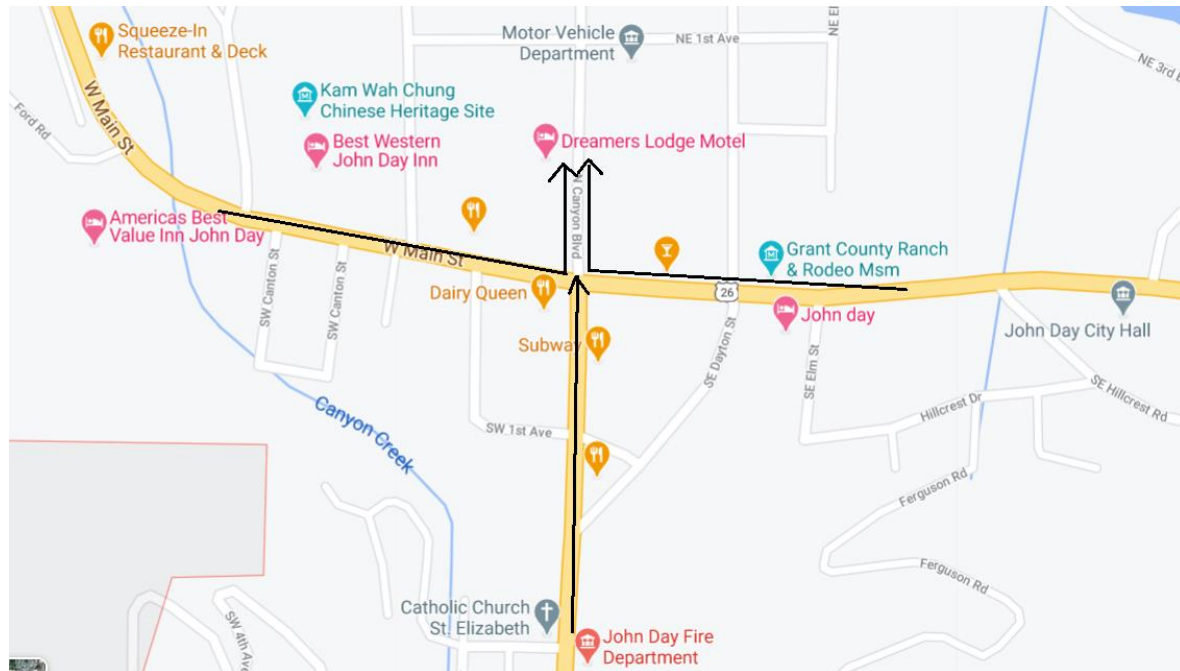 Squeeze-In
Restaurant & Deck
Motor Vehicle
Department
NE 1st Ave
NE El
NE 3rd
W Main St
Ford Rd
Kam Wah Chung
Chinese Heritage Site
Best Western
John Day Inn
Dreamers Lodge Motel
N Canyon Blvd
Americas Best
Value Inn John Day
W Main St
Grant County Ranch
& Rodeo Msm
SW Canton St
SW Canton St
Dairy Queen
26
John day
John Day City Hall
Subway
SE Dayton St
SE Elm St
Hillcrest Dr
SE Hillcrest Rd
Canyon Creek
SW 1st Ave
Ferguson Rd
Ferguson Rd
Catholic Church
St. Elizabeth
SW 4th Ave
John Day Fire
Department